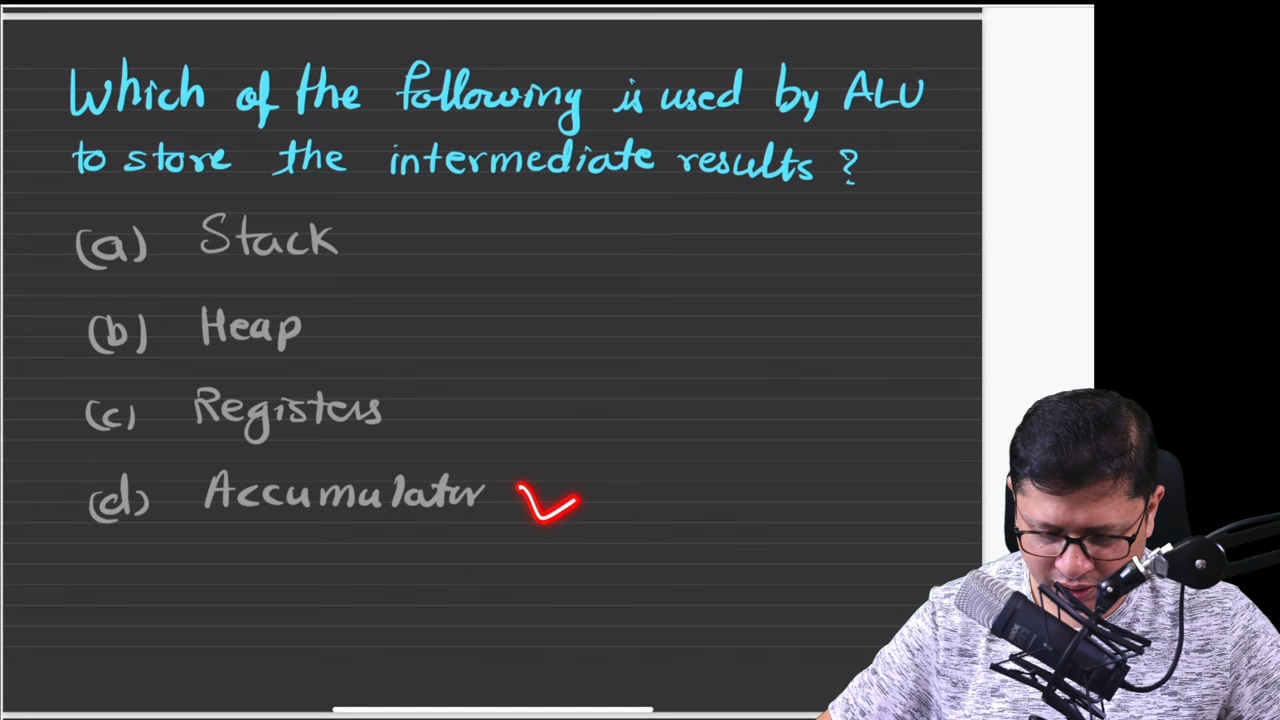 Which of the following is used by ALU
to store the intermediate results ?
(a) Stack
(b) Heap
(c) Registers
(d) Accumulator